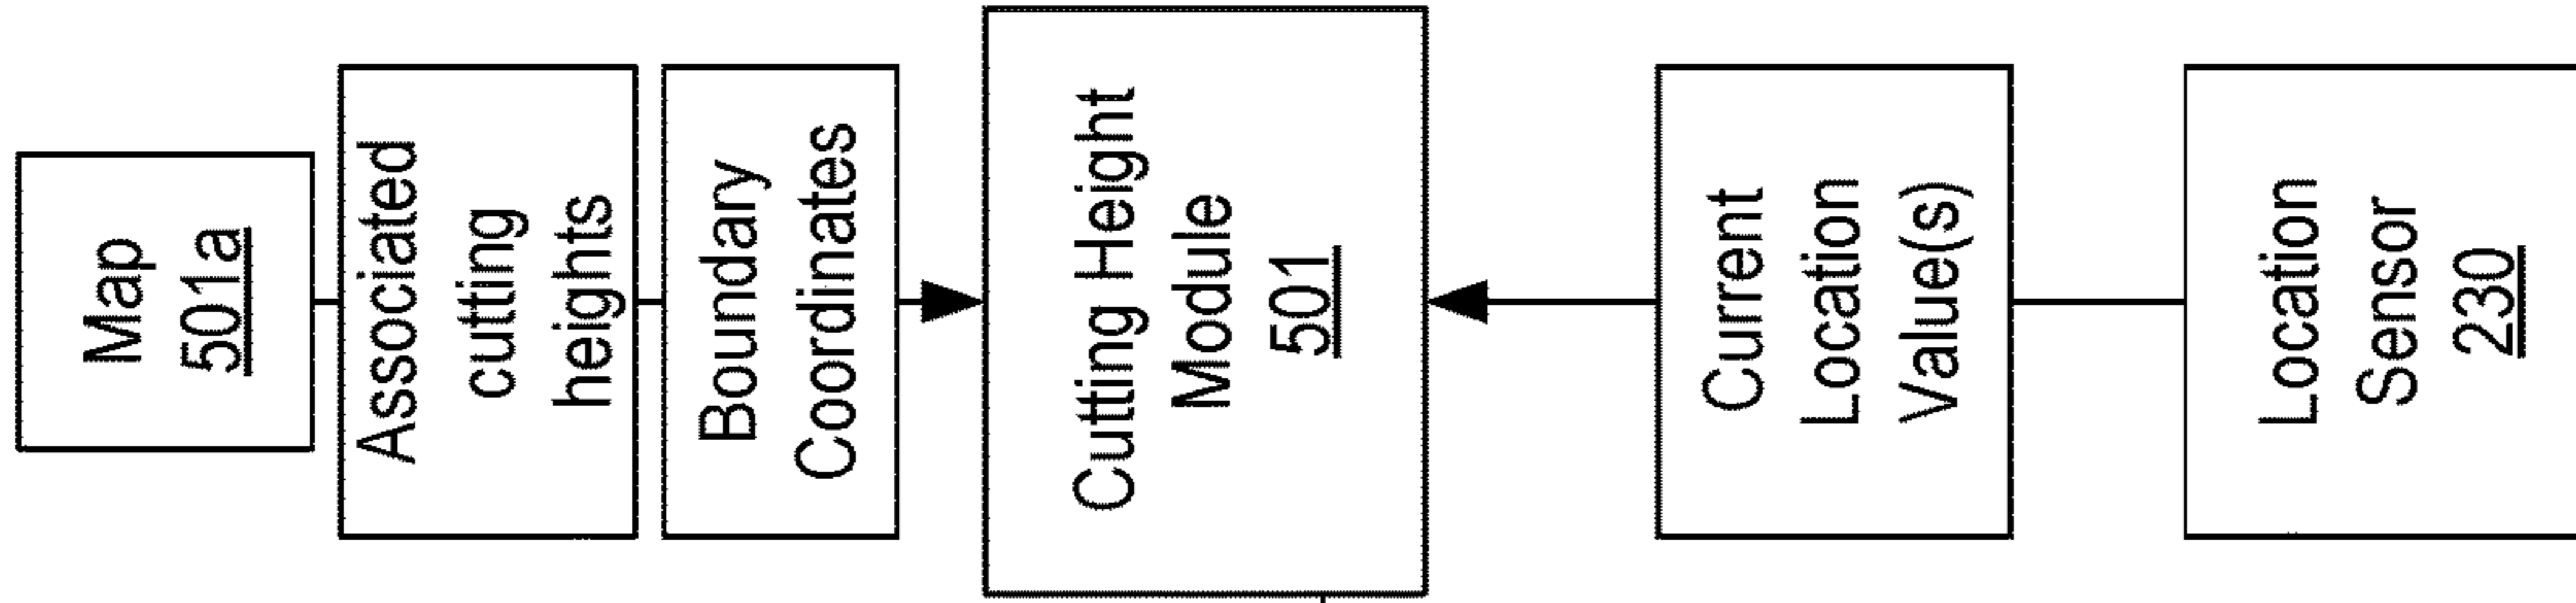 Map
501a
Associated
cutting
heights
Boundary
Coordinates
Cutting Height
Module
501
Current
Location
Value(s)
Location
Sensor
230